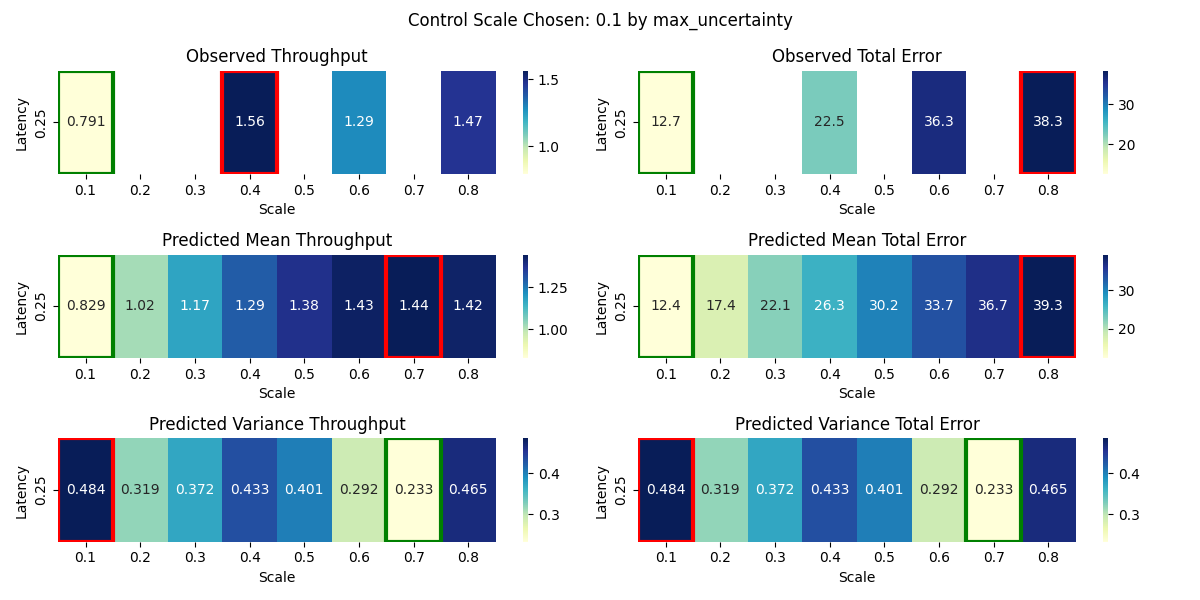 Control Scale Chosen: 0.1 by max_uncertainty
Observed Throughput
Latency
0.25
0.791 1.56 1.29 1.47
0.1 0.2 0.3 0.4 0.5 0.6 0.7 0.8
Scale
1.5
1.0
Observed Total Error
Latency
0.25
12.7 22.5 36.3 38.3
0.1 0.2 0.3 0.4 0.5 0.6 0.7 0.8
Scale
30
20
Predicted Mean Throughput
Latency
0.25
0.829 1.02 1.17 1.29 1.38 1.43 1.44 1.42
0.1 0.2 0.3 0.4 0.5 0.6 0.7 0.8
Scale
1.25
1.00
Predicted Mean Total Error
Latency
0.25
12.4 17.4 22.1 26.3 30.2 33.7 36.7 39.3
0.1 0.2 0.3 0.4 0.5 0.6 0.7 0.8
Scale
30
20
Predicted Variance Throughput
Latency
0.25
0.484 0.319 0.372 0.433 0.401 0.292 0.233 0.465
0.1 0.2 0.3 0.4 0.5 0.6 0.7 0.8
Scale
0.4
0.3
Predicted Variance Total Error
Latency
0.25
0.484 0.319 0.372 0.433 0.401 0.292 0.233 0.465
0.1 0.2 0.3 0.4 0.5 0.6 0.7 0.8
Scale
0.4
0.3